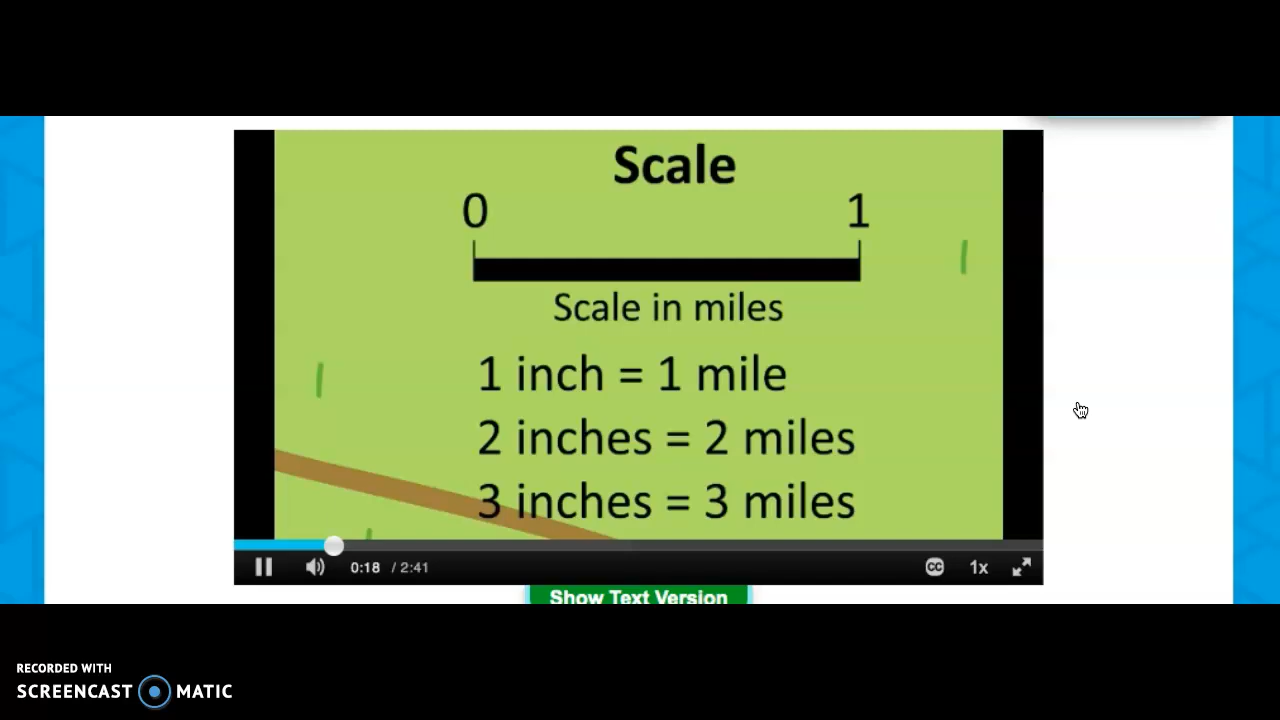 Scale
0 1
Scale in miles
1 inch = 1 mile
2 inches = 2 miles
3 inches = 3 miles
0:18 / 2:41 CC 1x
Show Text Version
RECORDED WITH
SCREENCAST MATIC